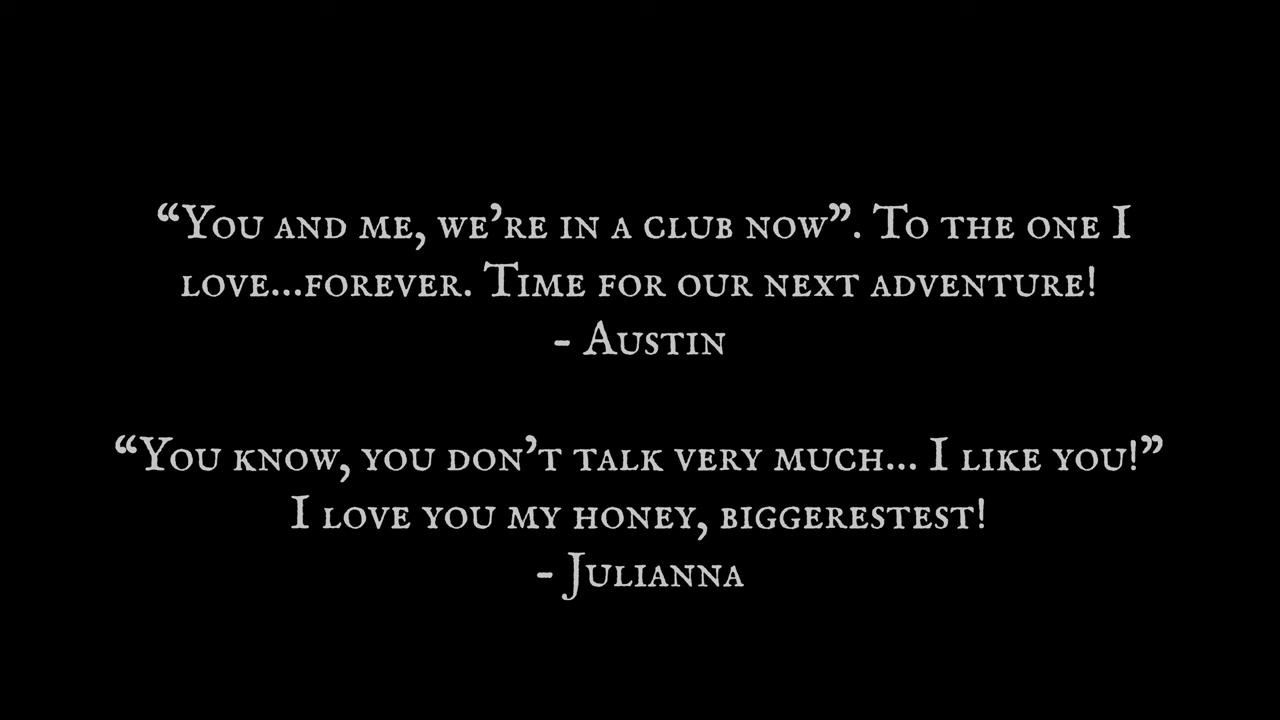 “You and me, we’re in a club now”. To the one I
love...forever. Time for our next adventure!
- Austin
“You know, you don’t talk very much... I like you!”
I love you my honey, biggerestest!
- Julianna